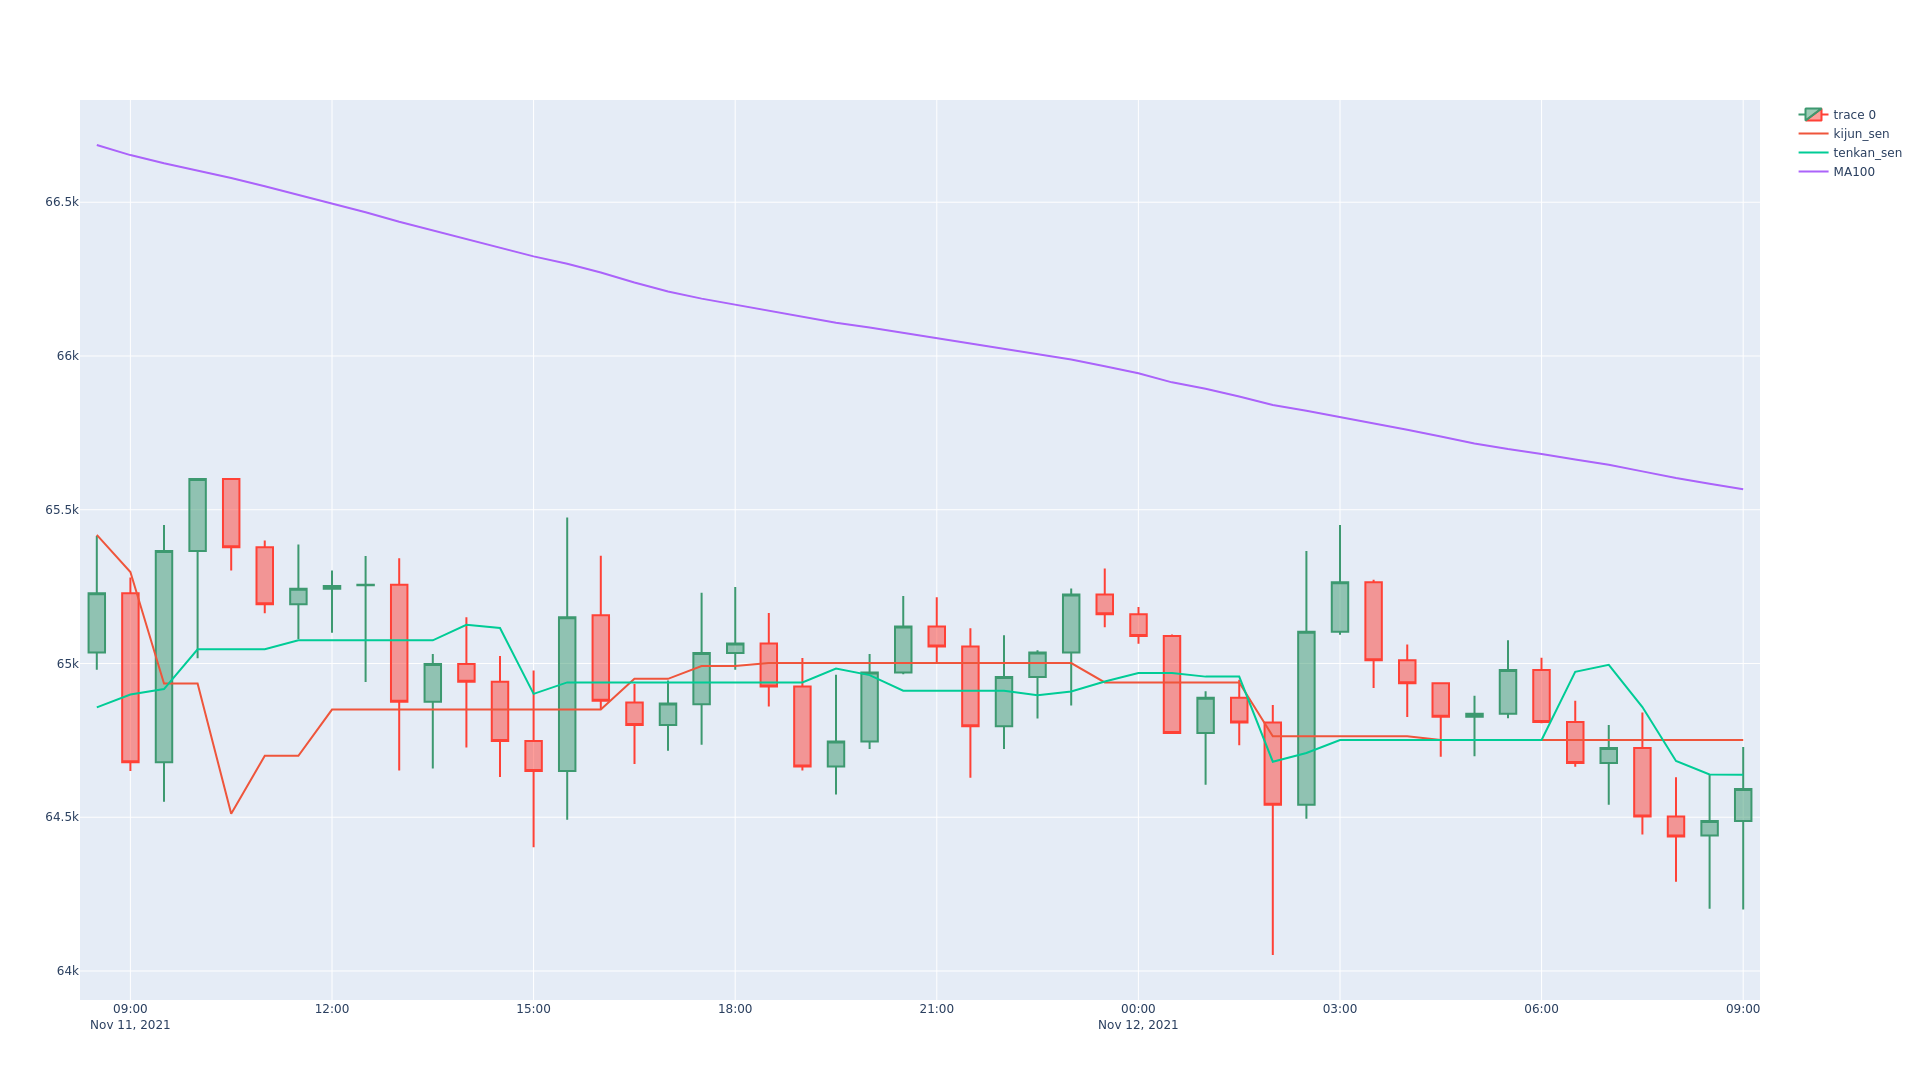 trace 0
kijun_sen
tenkan_sen
MA100
66.5k
66k
65.5k
65k
64.5k
64k
09:00 12:00 15:00 18:00 21:00 00:00 03:00 06:00 09:00
Nov 11, 2021 Nov 12, 2021